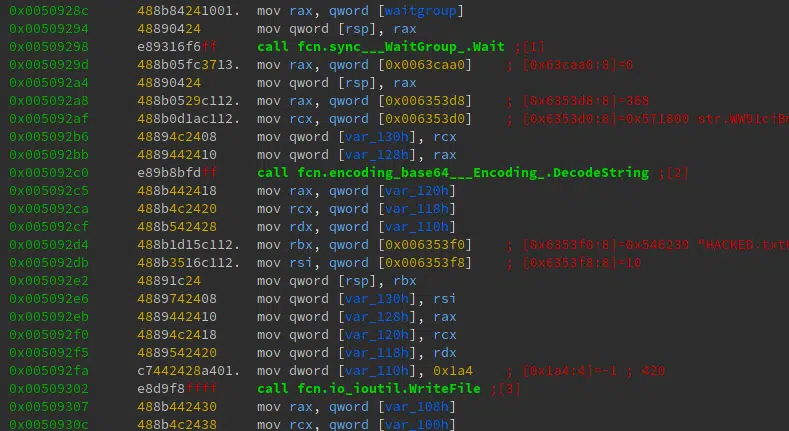 0x0050928c 488b84241001. mov rax, qword [waitgroup]
0x00509294 48890424 mov qword [rsp], rax
0x00509298 e89316f6ff call fcn.sync___WaitGroup_.Wait ;[1]
0x0050929d 488b05fc3713. mov rax, qword [0x0063caa0] ; [0x63caa0:8]=0
0x005092a4 48890424 mov qword [rsp], rax
0x005092a8 488b0529c112. mov rax, qword [0x006353d8] ; [0x6353d8:8]=368
0x005092af 488b0d1ac112. mov rcx, qword [0x006353d0] ; [0x6353d0:8]=0x571800
0x005092b6 48894c2408 mov qword [var_130h], rcx
0x005092bb 4889442410 mov qword [var_128h], rax
0x005092c0 e89b8bfdff call fcn.encoding_base64___Encoding_.DecodeString ;[2]
0x005092c5 488b442418 mov rax, qword [var_120h]
0x005092ca 488b4c2420 mov rcx, qword [var_118h]
0x005092cf 488b542428 mov rdx, qword [var_110h]
0x005092d4 488b1d15c112. mov rbx, qword [0x006353f0] ; [0x6353f0:8]=0x546239 "HACKED.txt
0x005092db 488b3516c112. mov rsi, qword [0x006353f8] ; [0x6353f8:8]=10
0x005092e2 48891c24 mov qword [rsp], rbx
0x005092e6 4889742408 mov qword [var_130h], rsi
0x005092eb 4889442410 mov qword [var_128h], rax
0x005092f0 48894c2418 mov qword [var_120h], rcx
0x005092f5 4889542420 mov qword [var_118h], rdx
0x005092fa c7442428a401. mov dword [var_110h], 0x1a4 ; [0x1a4:4]=-1 ; 420
0x00509302 e8d9f8ffff call fcn.io_ioutil.WriteFile ;[3]
0x00509307 488b442430 mov rax, qword [var_108h]
0x0050930c 488b4c2438 mov rcx, qword [var_100h]